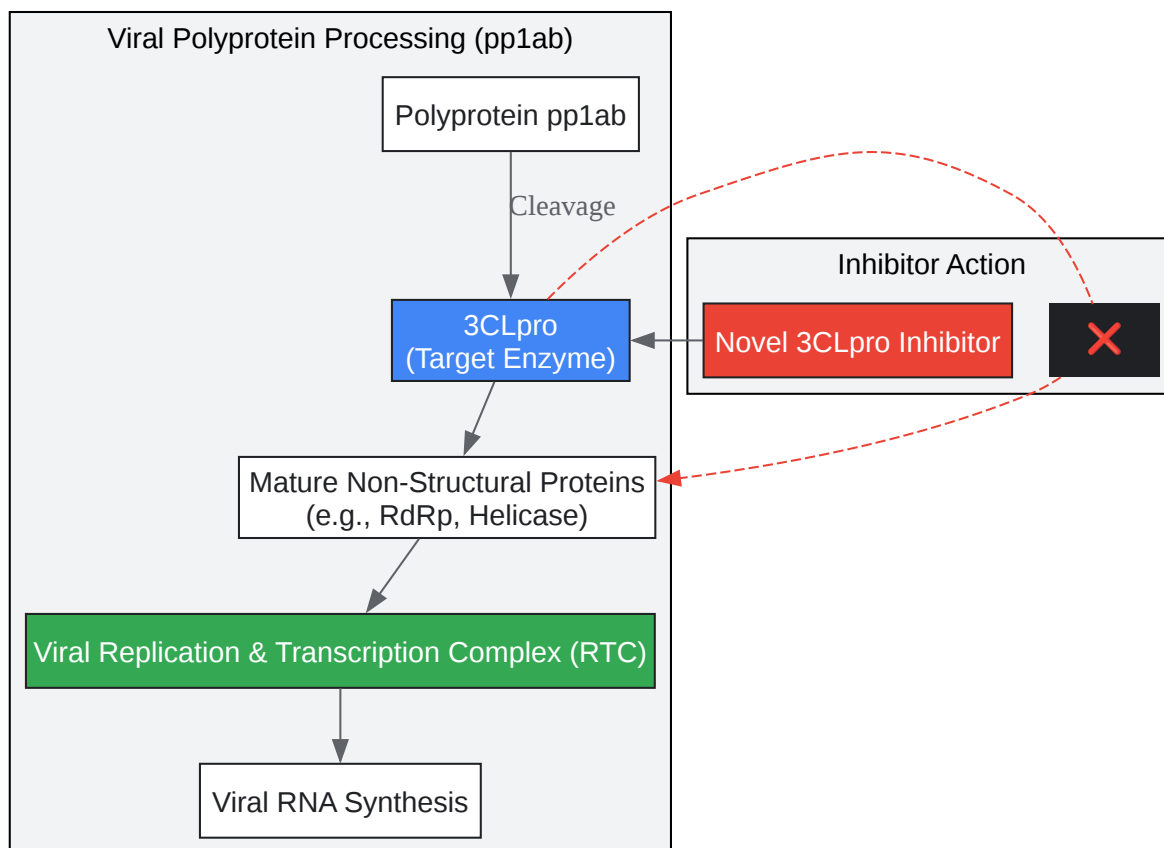 Viral Polyprotein Processing (pp1ab)
Polyprotein pp1ab
Cleavage
Inhibitor Action
3CLpro
(Target Enzyme)
Novel 3CLpro Inhibitor
❌
Mature Non-Structural Proteins
(e.g., RdRp, Helicase)
Viral Replication & Transcription Complex (RTC)
Viral RNA Synthesis